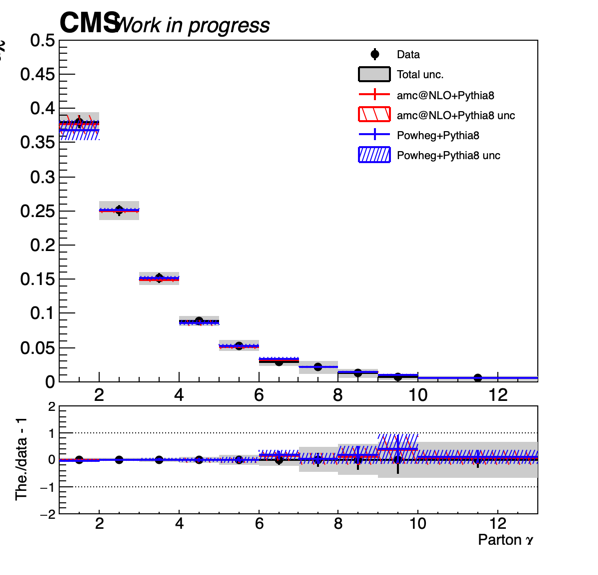 CMS Work in progress
0.5
Data
Total unc.
0.45
amc@NLO+Pythia8
0.4
amc@NLO+Pythia8 unc
Powheg+Pythia8
0.35
Powheg+Pythia8 unc
0.3
0.25
0.2
0.15
0.1
0.05
0
2 4 6 8 10 12
The./data - 1
2
1
0
−1
−2
2 4 6 8 10 12
Parton γ